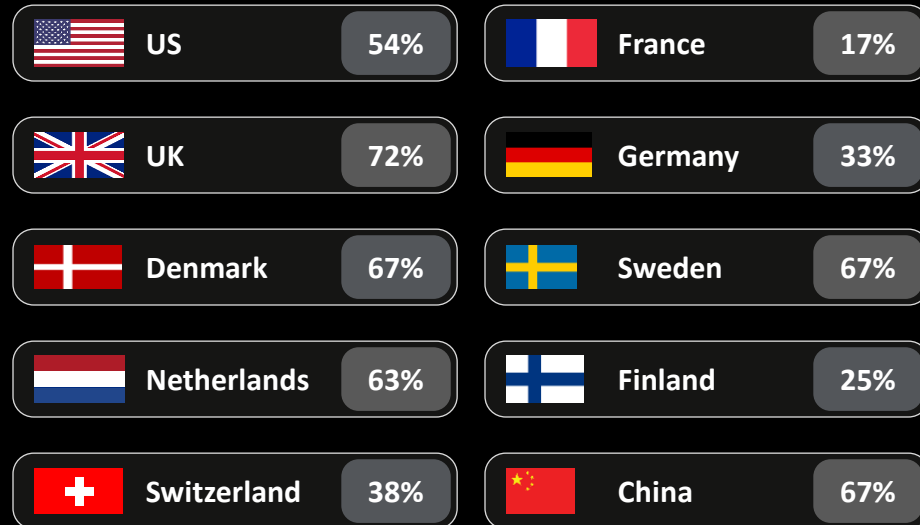 US 54%
France 17%
UK 72%
Germany 33%
Denmark 67%
Sweden 67%
Netherlands 63%
Finland 25%
Switzerland 38%
China 67%